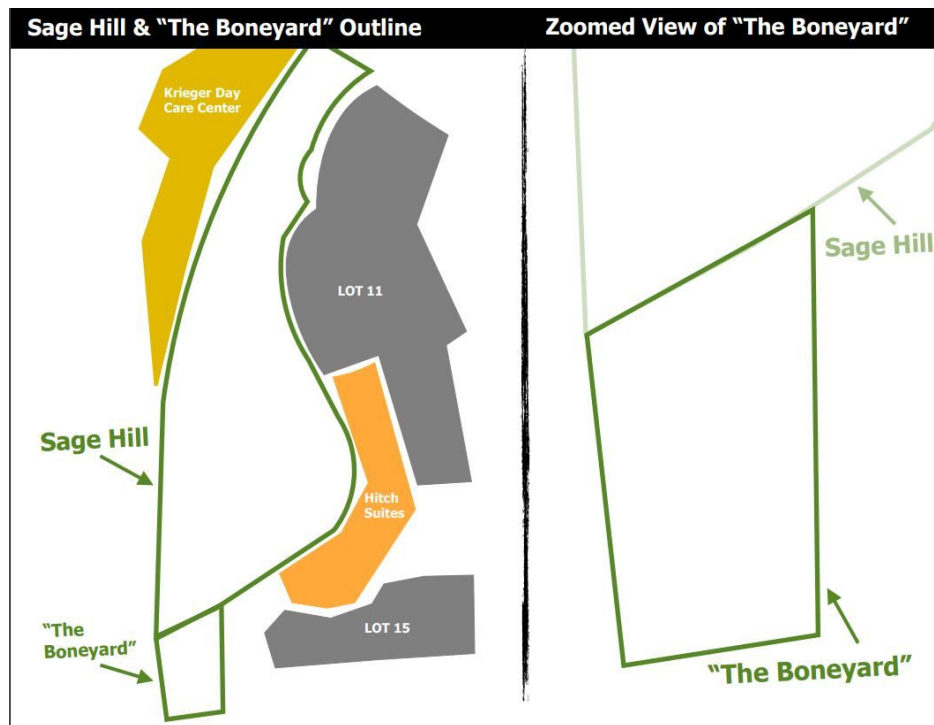 Sage Hill & “The Boneyard” Outline
Zoomed View of “The Boneyard”
Krieger Day
Care Center
LOT 11
Sage Hill
Hitch
Suites
“The
Boneyard”
LOT 15
Sage Hill
“The Boneyard”